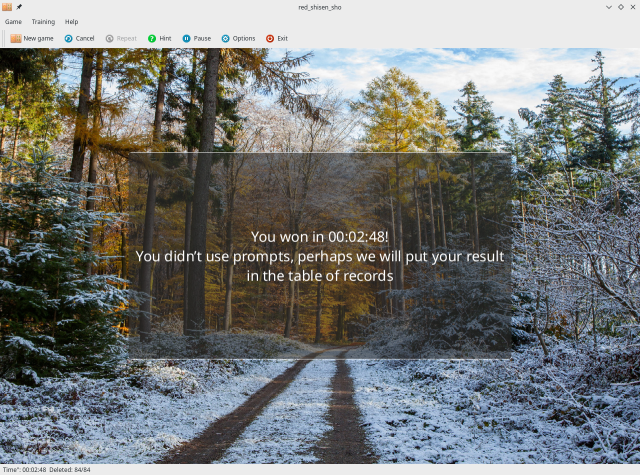 red_shisen_sho
Game Training Help
New game Cancel Repeat Hint Pause Options Exit
You won in 00:02:48!
You didn't use prompts, perhaps we will put your result
in the table of records
Time": 00:02:48 Deleted: 84/84